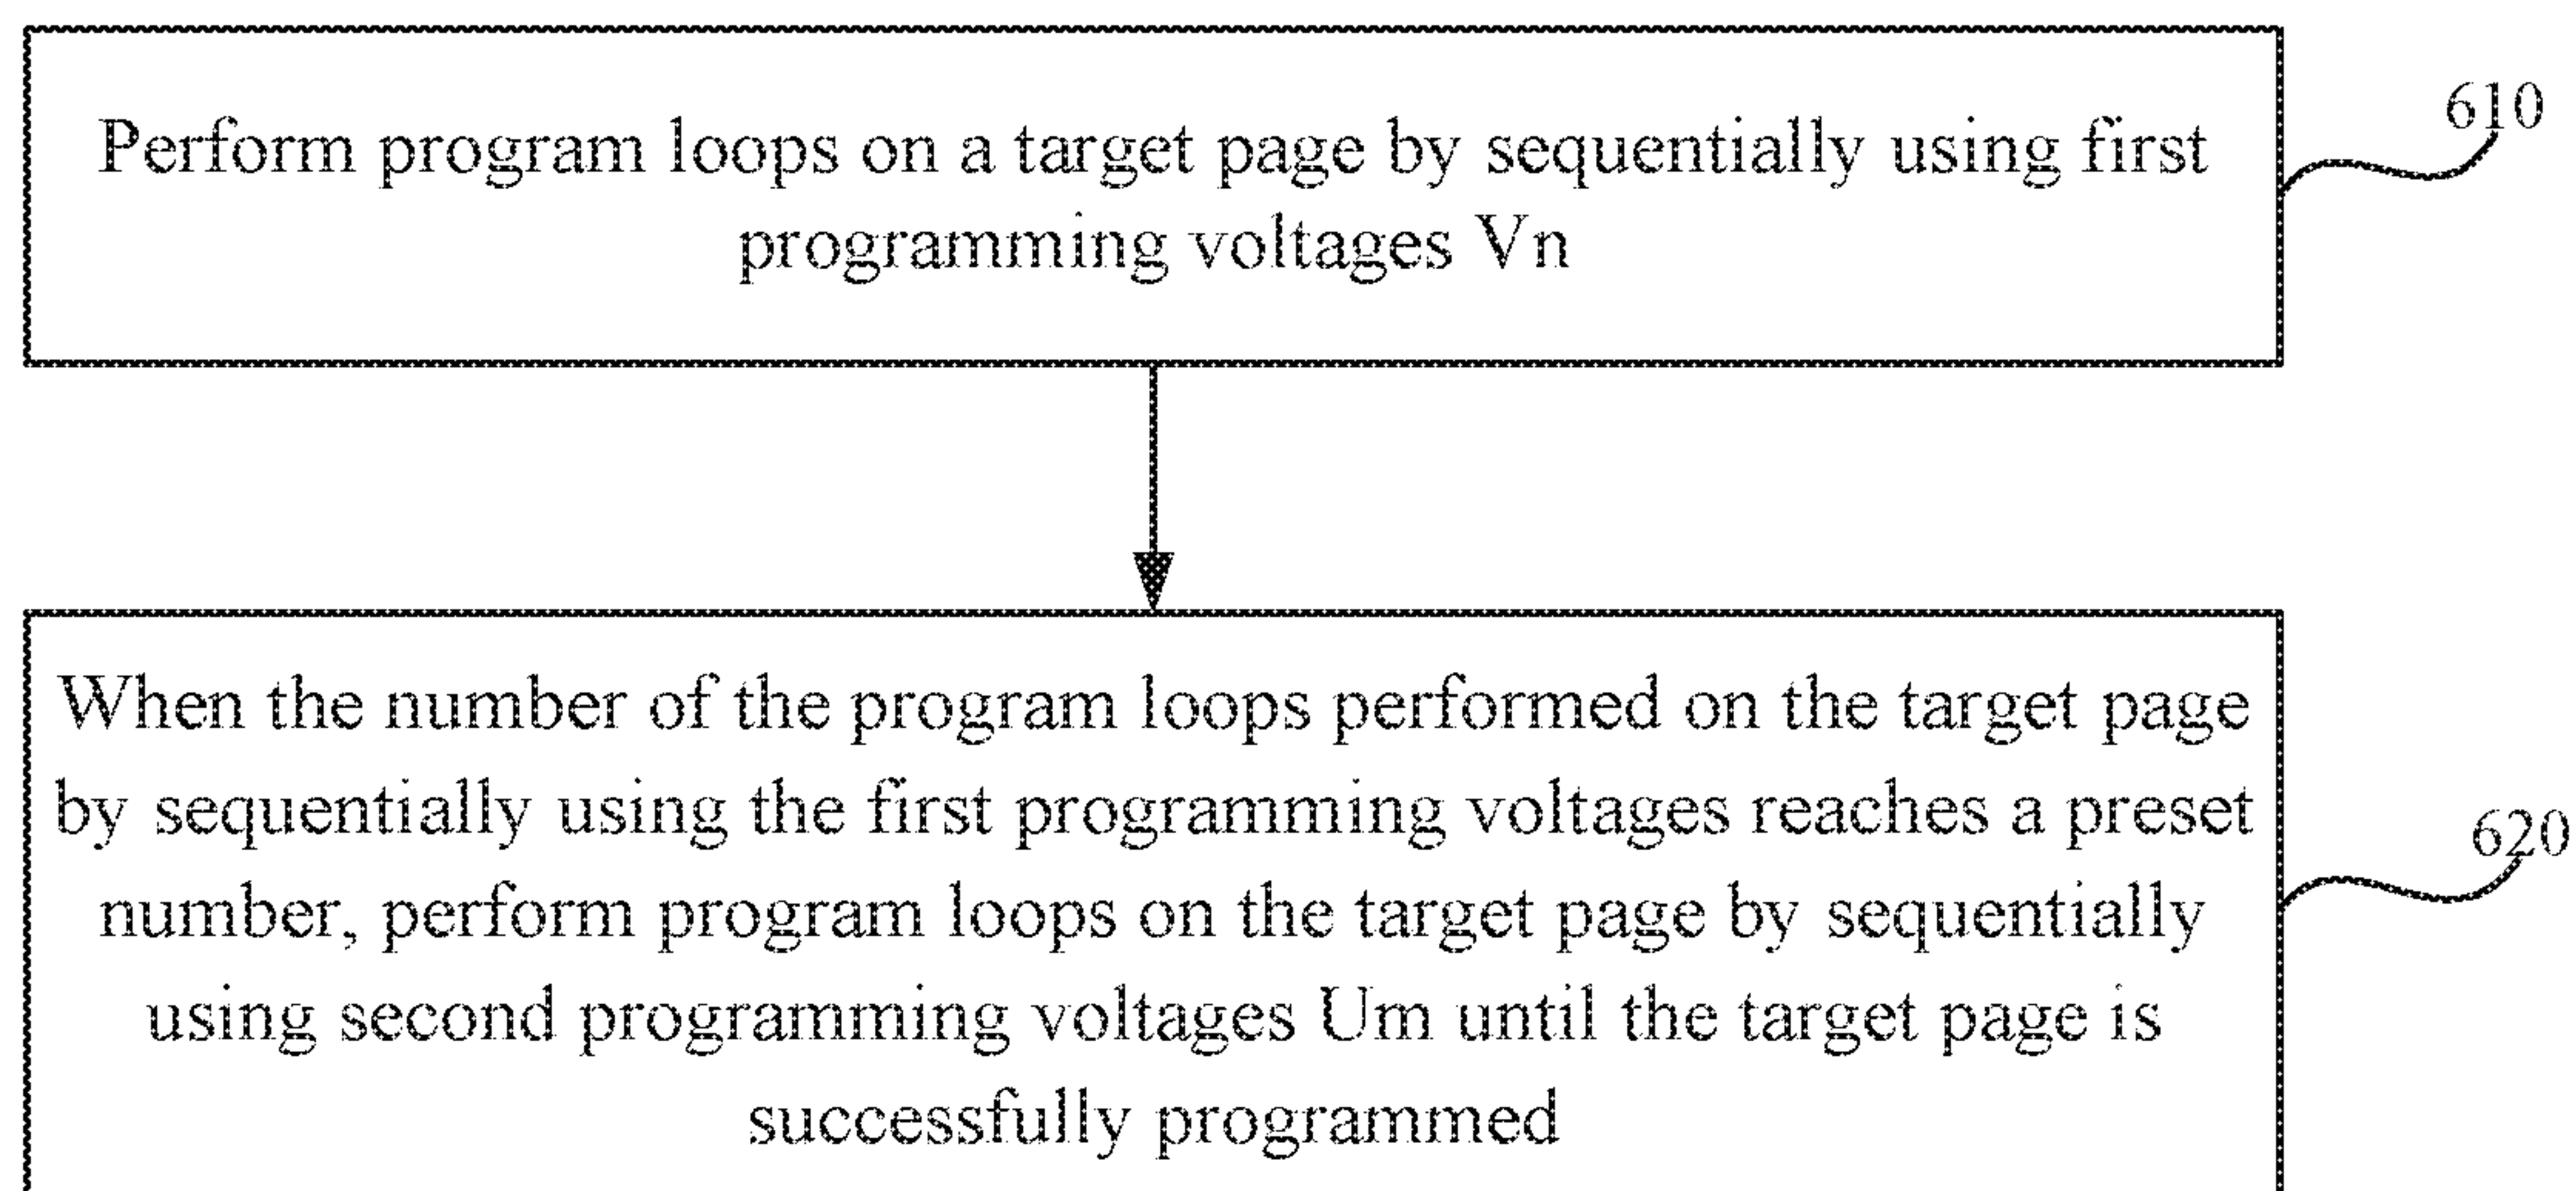 Perform program loops on a target page by sequentially using first
programming voltages Vn
610
When the number of the program loops performed on the target page
by sequentially using the first programming voltages reaches a preset
number, perform program loops on the target page by sequentially
using second programming voltages Um until the target page is
successfully programmed
620